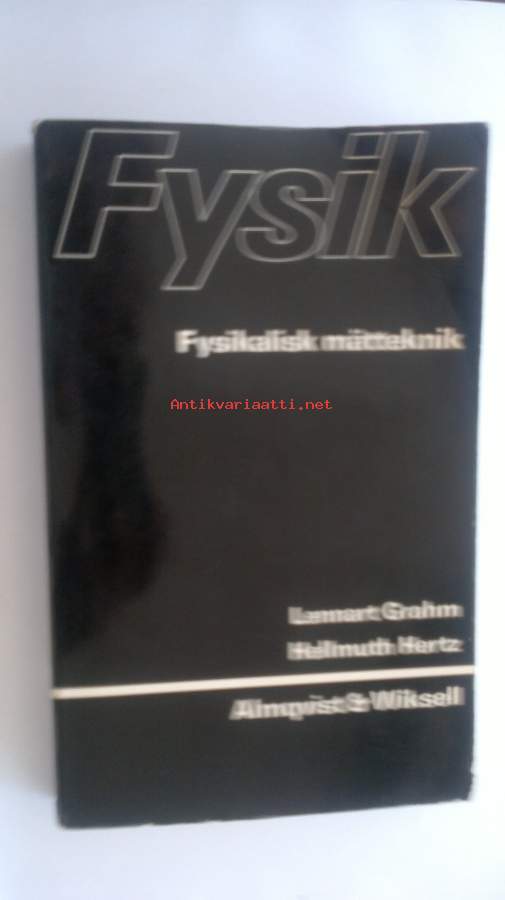 Fysik
Fysikalisk mätteknik
Antikvariaatti.net
Lennart Grahm
Hellmuth Hertz
Almqvist & Wiksell